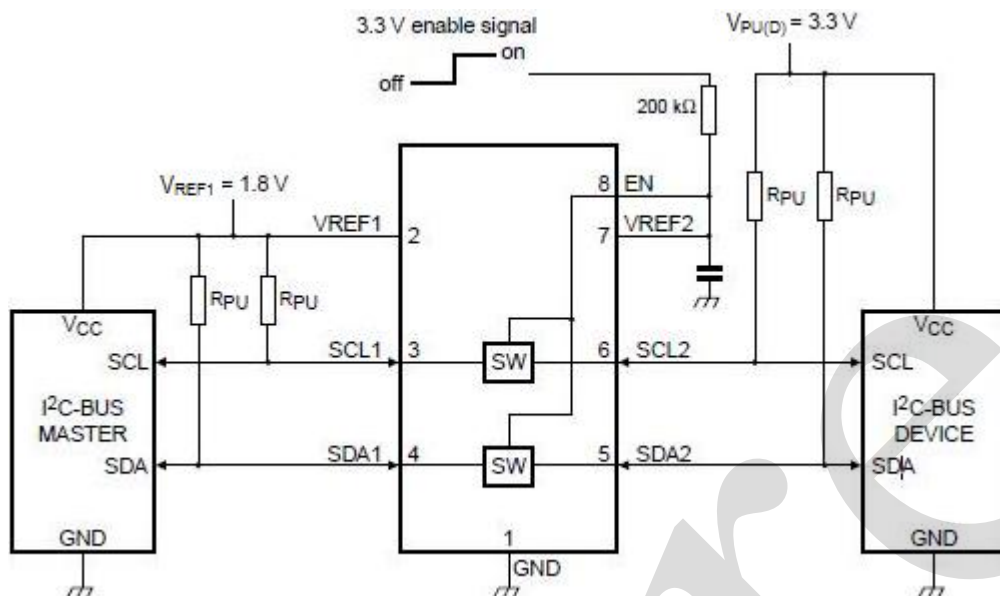 3.3 V enable signal
on
off
VPU(D) = 3.3 V
200 kΩ
VREF1 = 1.8 V
8 EN
VREF1 2
7 VREF2
RPU RPU
RPU RPU
VCC
SCL
SCL1 3
SW
6 SCL2
VCC
SCL
I²C-BUS
MASTER
I²C-BUS
DEVICE
SDA
SDA1 4
SW
5 SDA2
SDA
GND
1
GND
GND